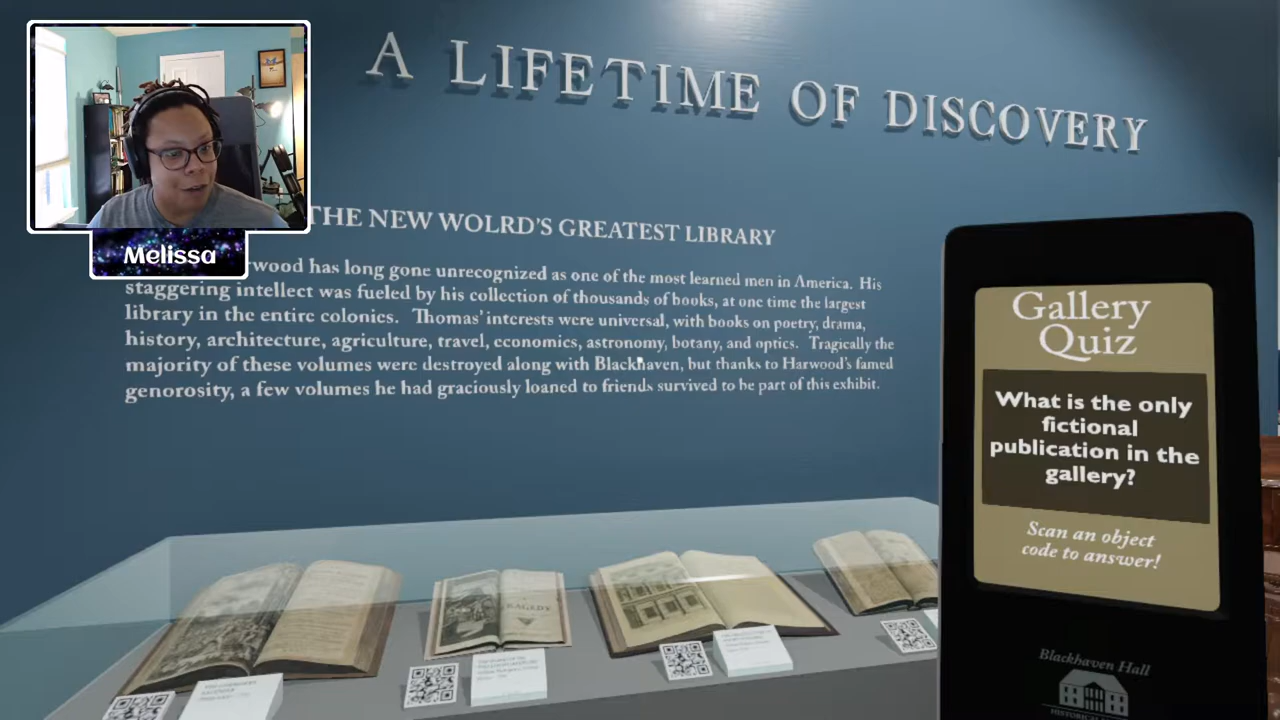 A LIFETIME OF DISCOVERY
Melissa
THE NEW WOLRD'S GREATEST LIBRARY
rwood has long gone unrecognized as one of the most learned men in America. His
staggering intellect was fueled by his collection of thousands of books, at one time the largest
library in the entire colonies. Thomas' interests were universal, with books on poetry, drama,
history, architecture, agriculture, travel, economics, astronomy, botany, and optics. Tragically the
majority of these volumes were destroyed along with Blackhaven, but thanks to Harwood's famed
generosity, a few volumes he had graciously loaned to friends survived to be part of this exhibit.
Gallery
Quiz
What is the only
fictional
publication in the
gallery?
Scan an object
code to answer!
Blackhaven Hall